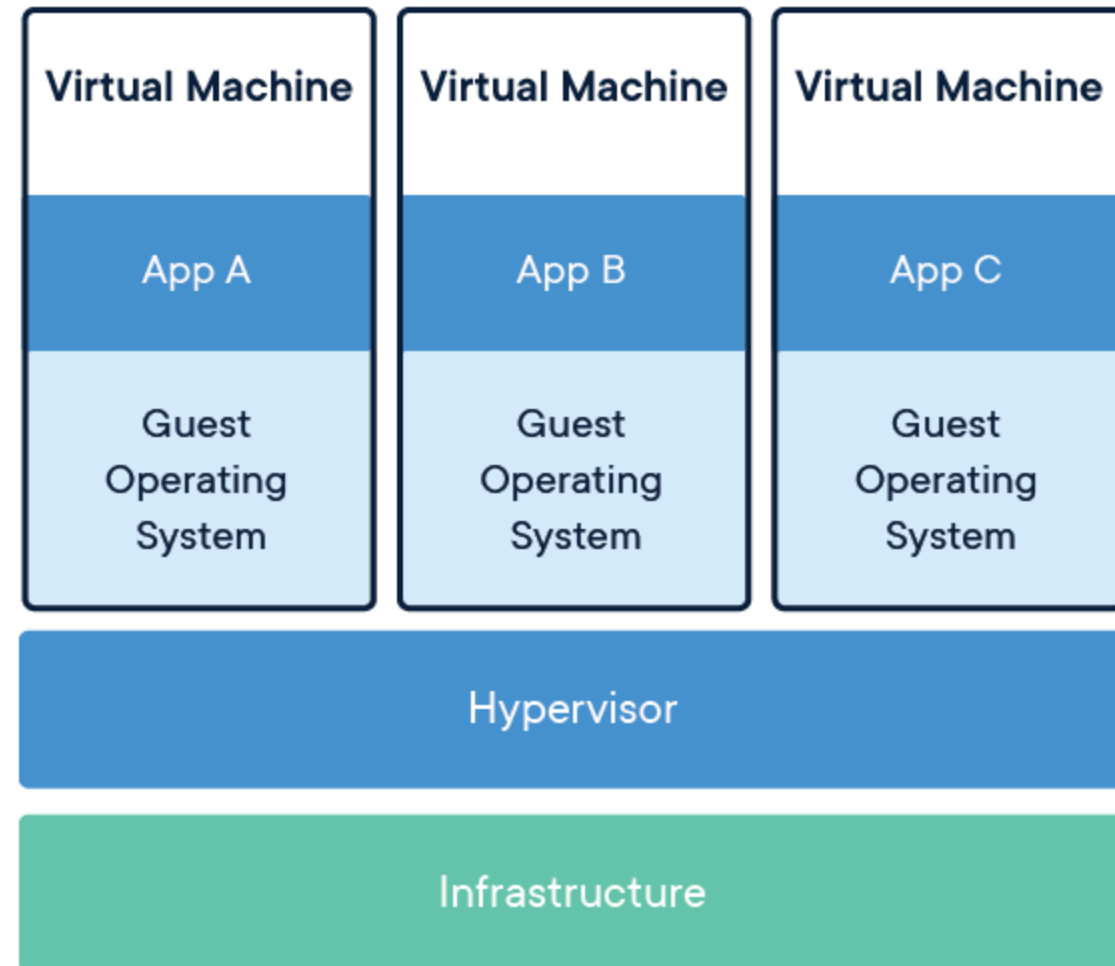 Virtual Machine
Virtual Machine
Virtual Machine
App A
App B
App C
Guest
Operating
System
Guest
Operating
System
Guest
Operating
System
Hypervisor
Infrastructure